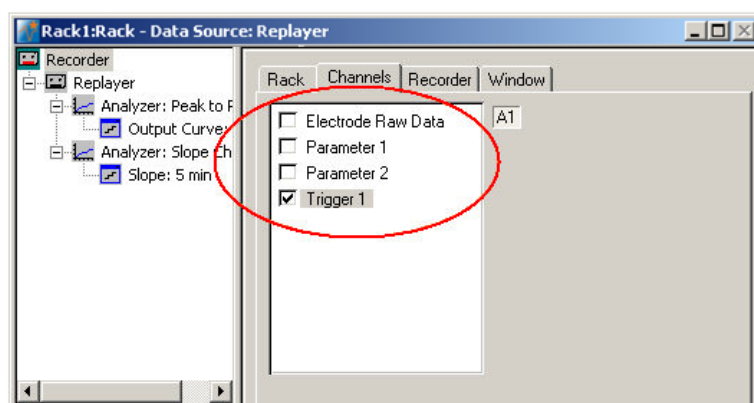 Rack1:Rack - Data Source: Replayer
Recorder
Replayer
Analyzer: Peak to P
Output Curve:
Analyzer: Slope Ch
Slope: 5 min
Rack Channels Recorder Window
Electrode Raw Data
Parameter 1
Parameter 2
Trigger 1
A1